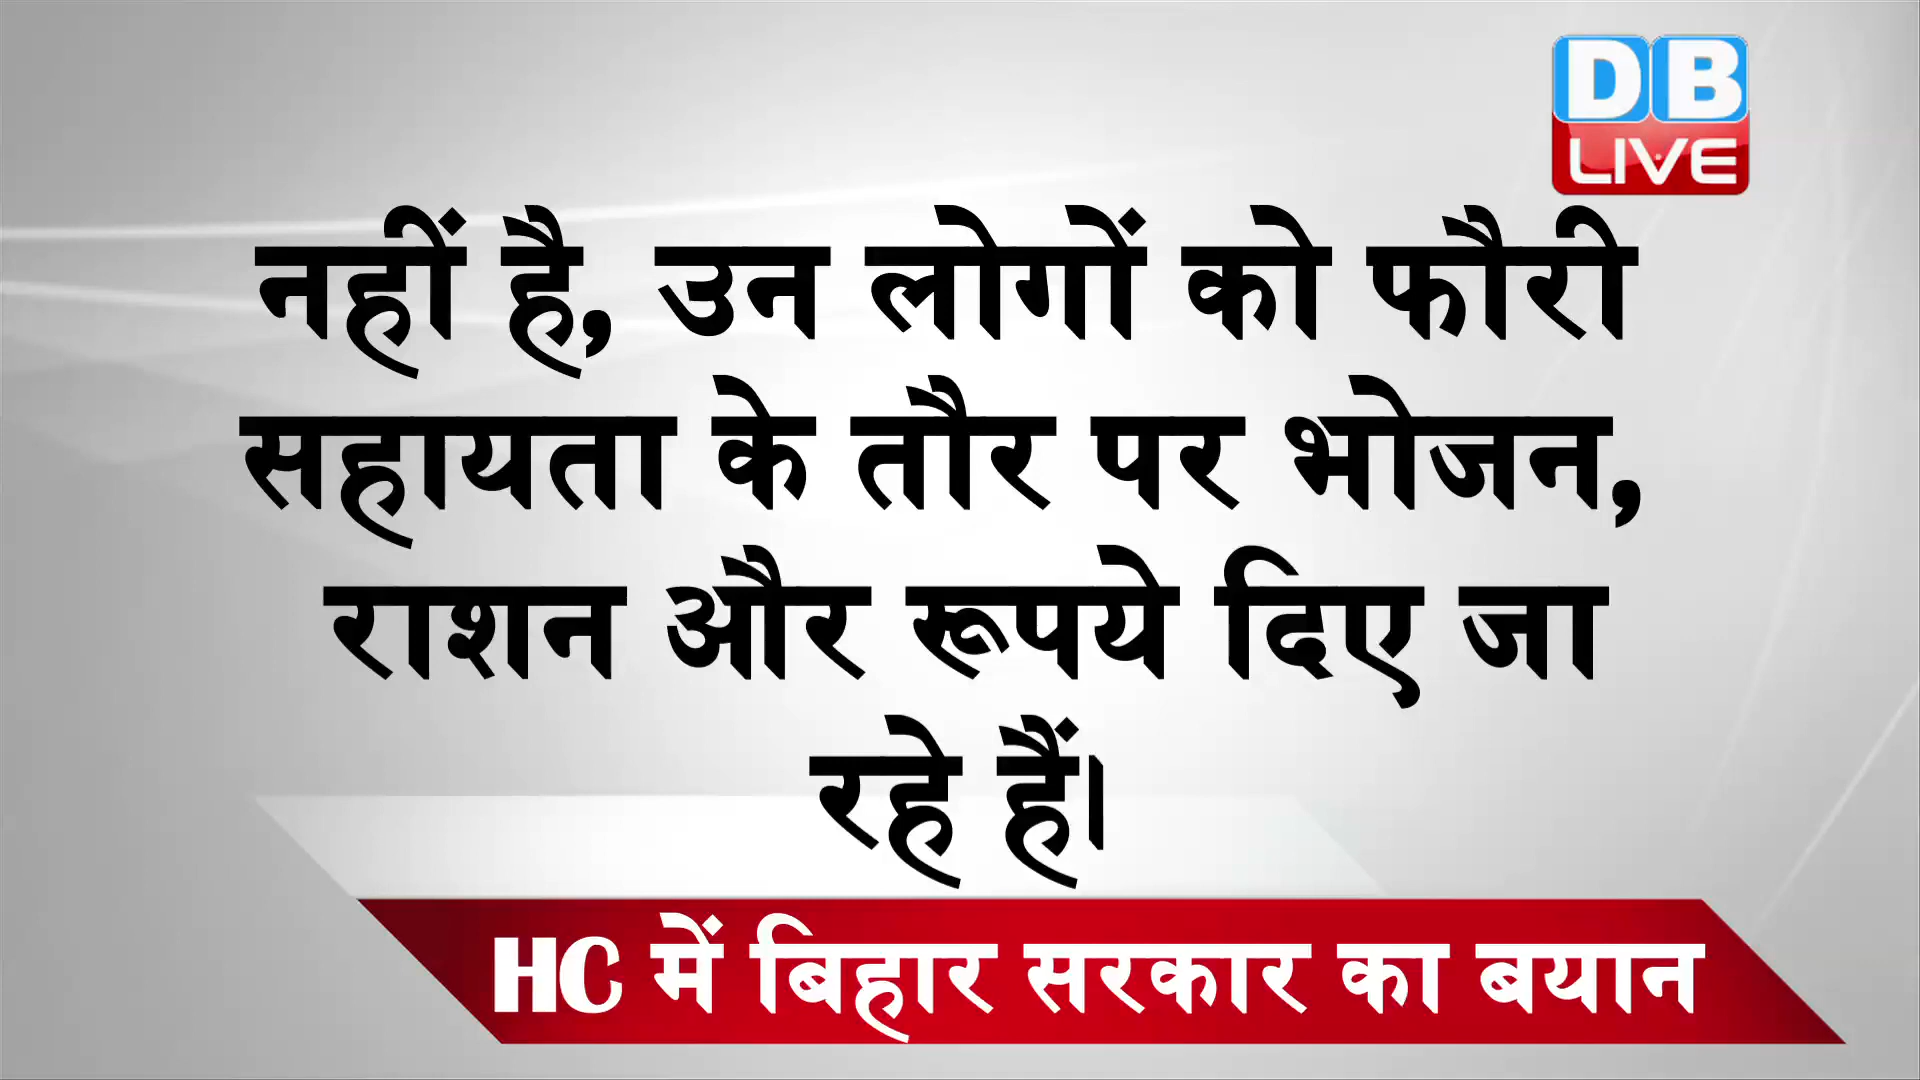 DB
LIVE
नहीं है, उन लोगों को फौरी
सहायता के तौर पर भोजन,
राशन और रूपये दिए जा
रहे हैं।
HC में बिहार सरकार का बयान